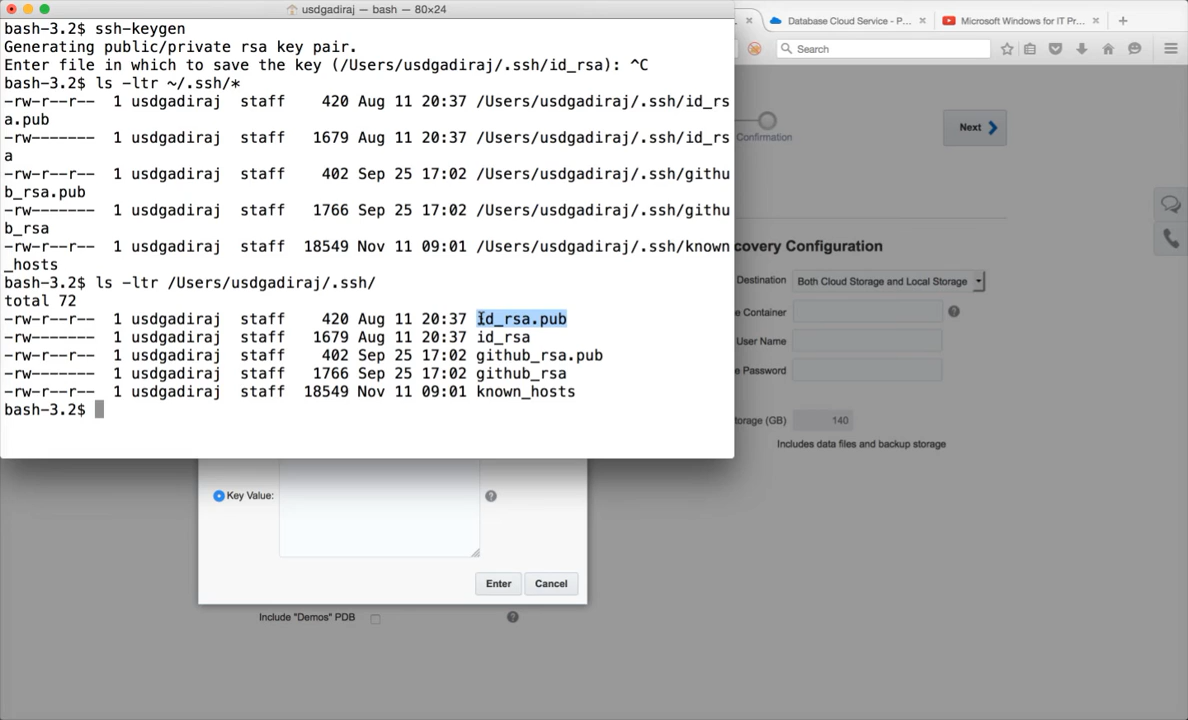 usdgadiraj — bash — 80×24
bash-3.2$ ssh-keygen
Generating public/private rsa key pair.
Enter file in which to save the key (/Users/usdgadiraj/.ssh/id_rsa): ^C
bash-3.2$ ls -ltr ~/.ssh/*
-rw-r--r--  1 usdgadiraj  staff    420 Aug 11 20:37 /Users/usdgadiraj/.ssh/id_rs
a.pub
-rw-------  1 usdgadiraj  staff   1679 Aug 11 20:37 /Users/usdgadiraj/.ssh/id_rs
a
-rw-r--r--  1 usdgadiraj  staff    402 Sep 25 17:02 /Users/usdgadiraj/.ssh/githu
b_rsa.pub
-rw-------  1 usdgadiraj  staff   1766 Sep 25 17:02 /Users/usdgadiraj/.ssh/githu
b_rsa
-rw-r--r--  1 usdgadiraj  staff  18549 Nov 11 09:01 /Users/usdgadiraj/.ssh/known
_hosts
bash-3.2$ ls -ltr /Users/usdgadiraj/.ssh/
total 72
-rw-r--r--  1 usdgadiraj  staff    420 Aug 11 20:37 id_rsa.pub
-rw-------  1 usdgadiraj  staff   1679 Aug 11 20:37 id_rsa
-rw-r--r--  1 usdgadiraj  staff    402 Sep 25 17:02 github_rsa.pub
-rw-------  1 usdgadiraj  staff   1766 Sep 25 17:02 github_rsa
-rw-r--r--  1 usdgadiraj  staff  18549 Nov 11 09:01 known_hosts
bash-3.2$
Database Cloud Service - P...
Microsoft Windows for IT Pr...
Search
Confirmation
Next
covery Configuration
Destination Both Cloud Storage and Local Storage
e Container
User Name
e Password
orage (GB) 140
Includes data files and backup storage
Key Value:
Enter Cancel
Include "Demos" PDB